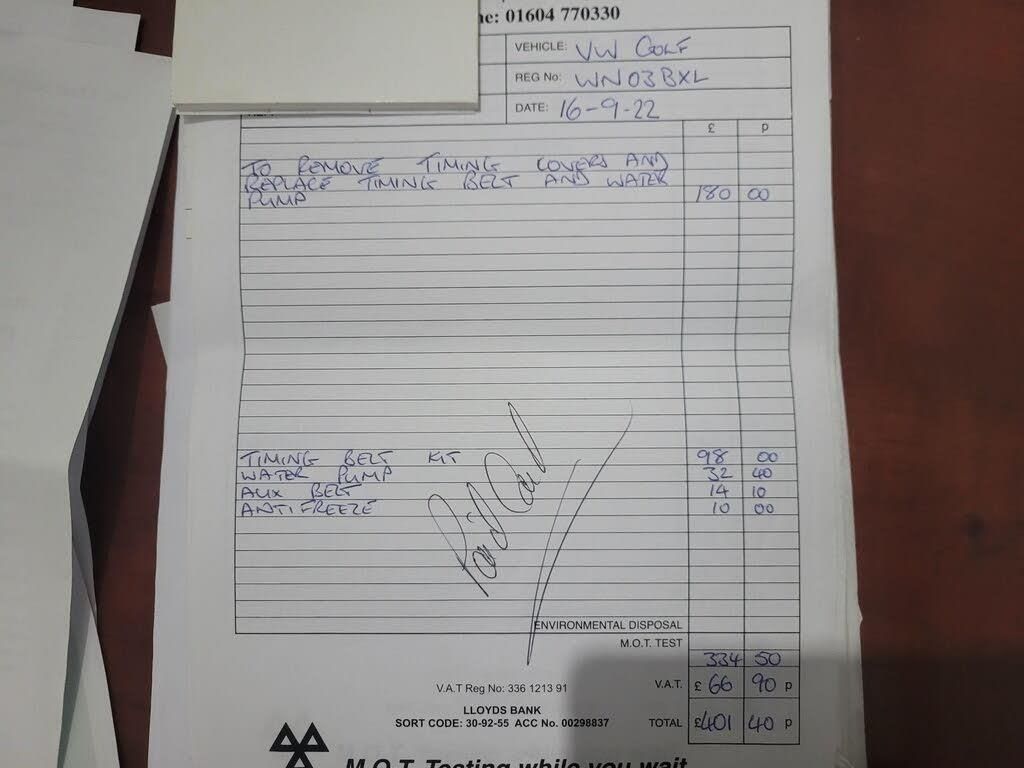 ne: 01604 770330
VEHICLE: VW GOLF
REG No: WN03BXL
DATE: 16-9-22
£ P
TO REMOVE TIMING COVERS AND
REPLACE TIMING BELT AND WATER
PUMP 180 00
TIMING BELT KIT 98 00
WATER PUMP 32 40
AUX BELT 14 10
ANTIFREEZE 10 00
Paid Card
ENVIRONMENTAL DISPOSAL
M.O.T. TEST
334 50
V.A.T Reg No: 336 1213 91 V.A.T. £ 66 90 p
LLOYDS BANK
SORT CODE: 30-92-55 ACC No. 00298837 TOTAL £401 40 p
M.O.T. Testing while you wait